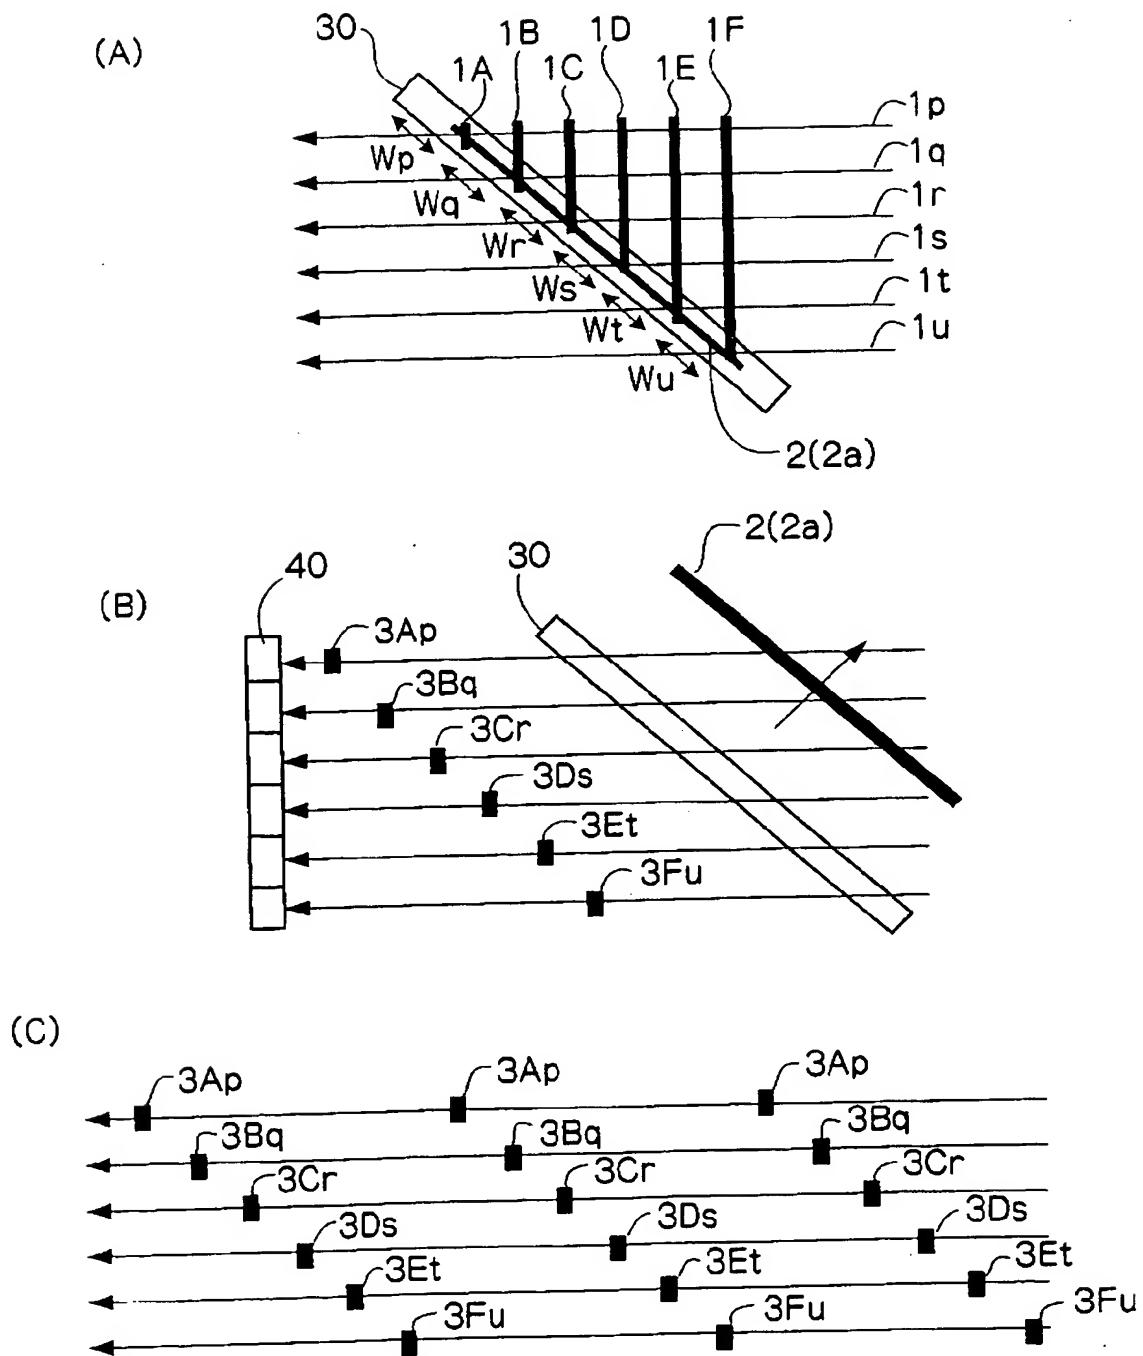 (A)
30
1A
1B
1C
1D
1E
1F
1p
1q
1r
1s
1t
1u
Wp
Wq
Wr
Ws
Wt
Wu
2(2a)
(B)
40
30
2(2a)
3Ap
3Bq
3Cr
3Ds
3Et
3Fu
(C)
3Ap 3Ap 3Ap
3Bq 3Bq 3Bq
3Cr 3Cr 3Cr
3Ds 3Ds 3Ds
3Et 3Et 3Et
3Fu 3Fu 3Fu